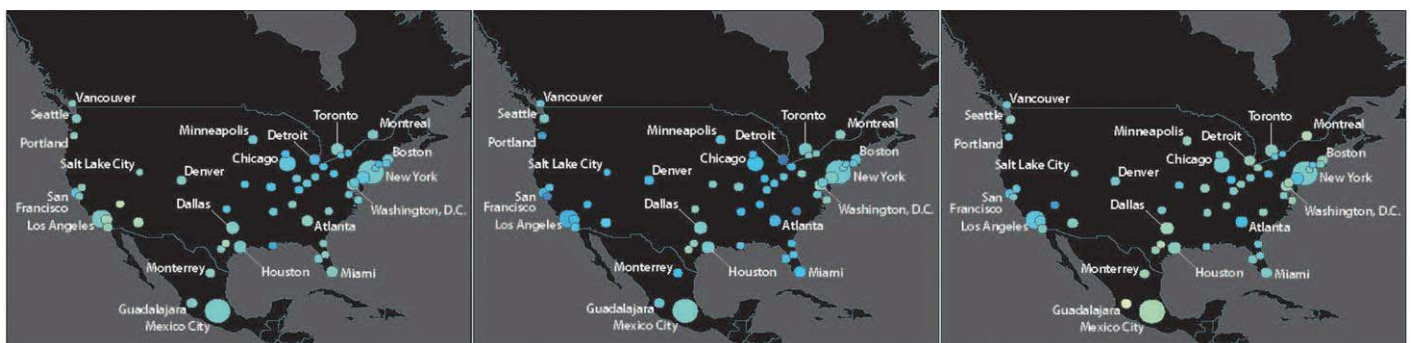 Vancouver
Seattle
Toronto
Montreal
Minneapolis
Detroit
Portland
Boston
Chicago
Salt Lake City
Denver
New York
San
Francisco
Dallas
Washington, D.C.
Los Angeles
Atlanta
Monterrey
Houston
Miami
Guadalajara
Mexico City
Vancouver
Seattle
Toronto
Montreal
Minneapolis
Detroit
Portland
Boston
Chicago
Salt Lake City
Denver
New York
San
Francisco
Dallas
Washington, D.C.
Los Angeles
Atlanta
Monterrey
Houston
Miami
Guadalajara
Mexico City
Vancouver
Seattle
Toronto
Montreal
Minneapolis
Detroit
Portland
Boston
Chicago
Salt Lake City
Denver
New York
San
Francisco
Dallas
Washington, D.C.
Los Angeles
Atlanta
Monterrey
Houston
Miami
Guadalajara
Mexico City